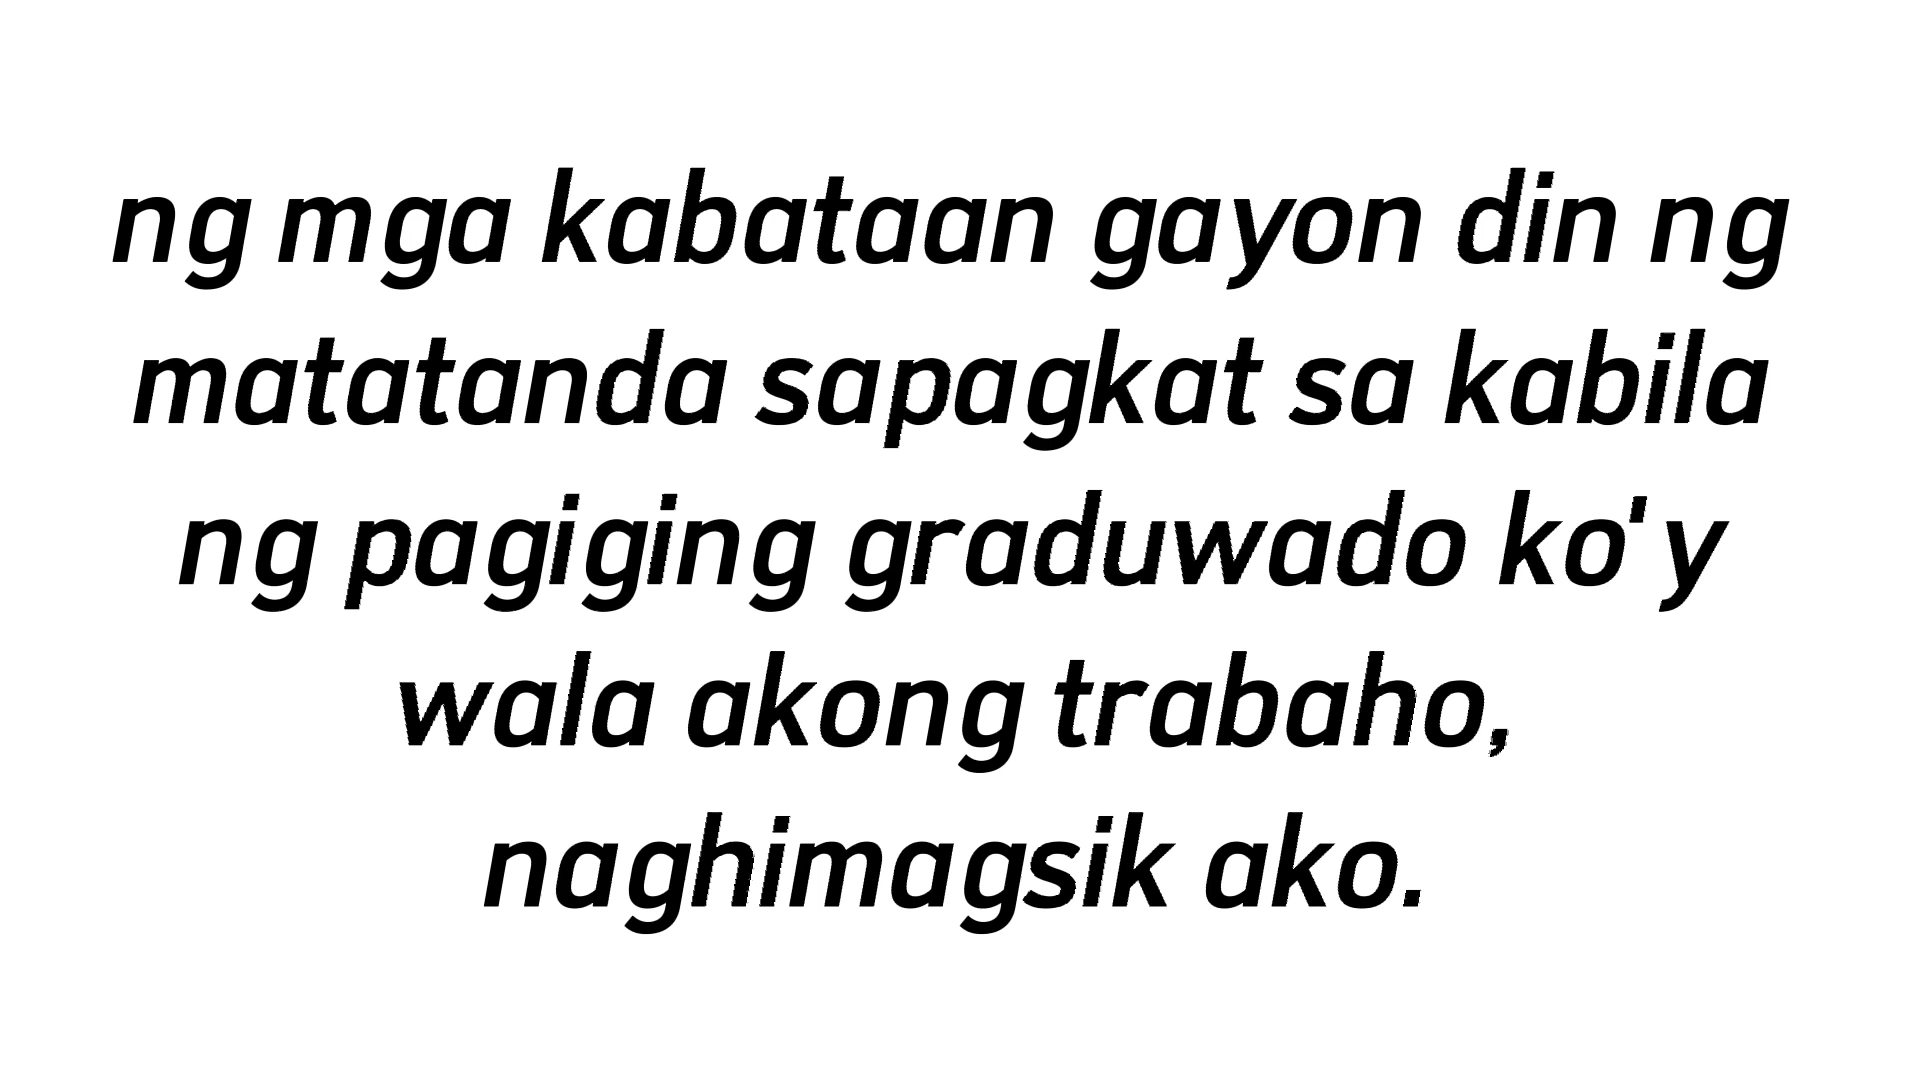 ng mga kabataan gayon din ng
matatanda sapagkat sa kabila
ng pagiging graduwado ko'y
wala akong trabaho,
naghimagsik ako.